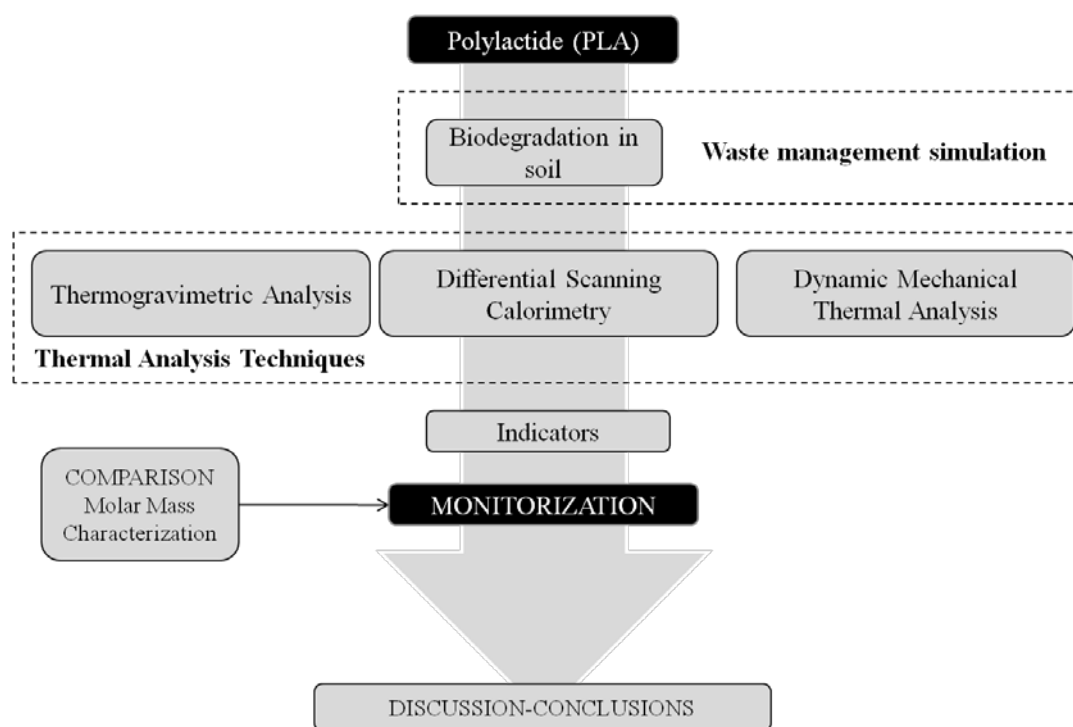 Polylactide (PLA)
Biodegradation in
soil
Waste management simulation
Thermogravimetric Analysis
Differential Scanning
Calorimetry
Dynamic Mechanical
Thermal Analysis
Thermal Analysis Techniques
Indicators
COMPARISON
Molar Mass
Characterization
MONITORIZATION
DISCUSSION-CONCLUSIONS